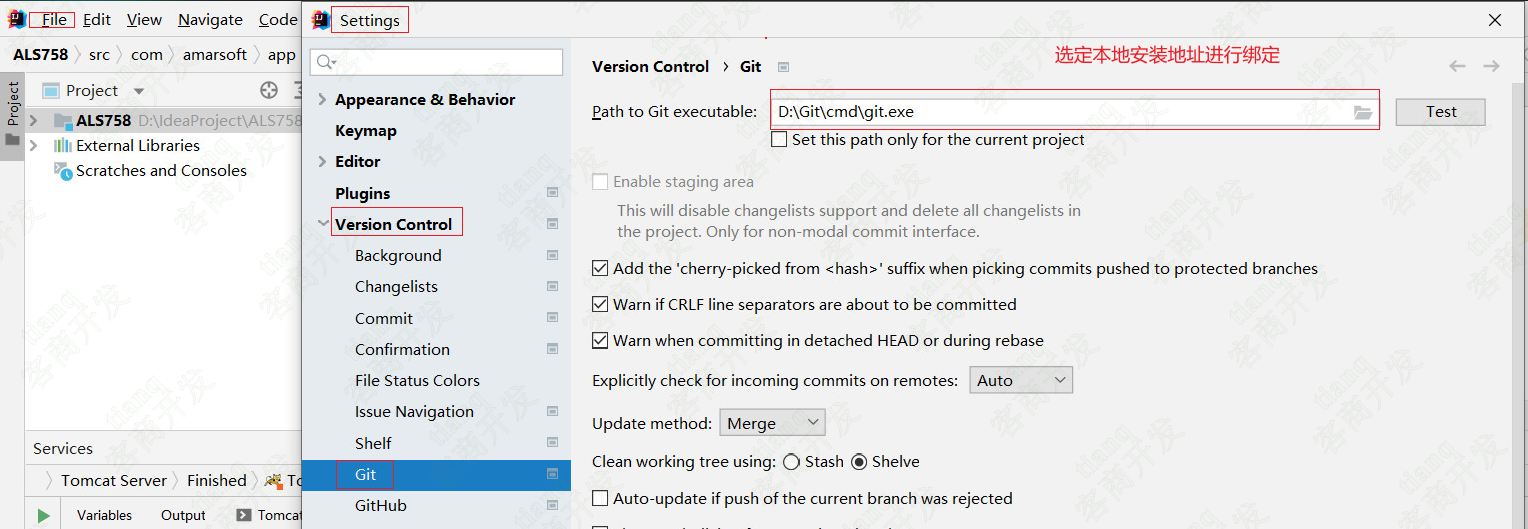 File Edit View Navigate Code
ALS758 src com amarsoft app
Project
Project
ALS758 D:\IdeaProject\ALS758
External Libraries
Scratches and Consoles
Services
Tomcat Server Finished To
Variables Output Tomcat
Settings
Appearance & Behavior
Keymap
Editor
Plugins
Version Control
Background
Changelists
Commit
Confirmation
File Status Colors
Issue Navigation
Shelf
Git
GitHub
选定本地安装地址进行绑定
Version Control › Git
Path to Git executable: D:\Git\cmd\git.exe Test
Set this path only for the current project
Enable staging area
This will disable changelists support and delete all changelists in
the project. Only for non-modal commit interface.
Add the 'cherry-picked from <hash>' suffix when picking commits pushed to protected branches
Warn if CRLF line separators are about to be committed
Warn when committing in detached HEAD or during rebase
Explicitly check for incoming commits on remotes: Auto
Update method: Merge
Clean working tree using: Stash Shelve
Auto-update if push of the current branch was rejected
客商开发
tianq